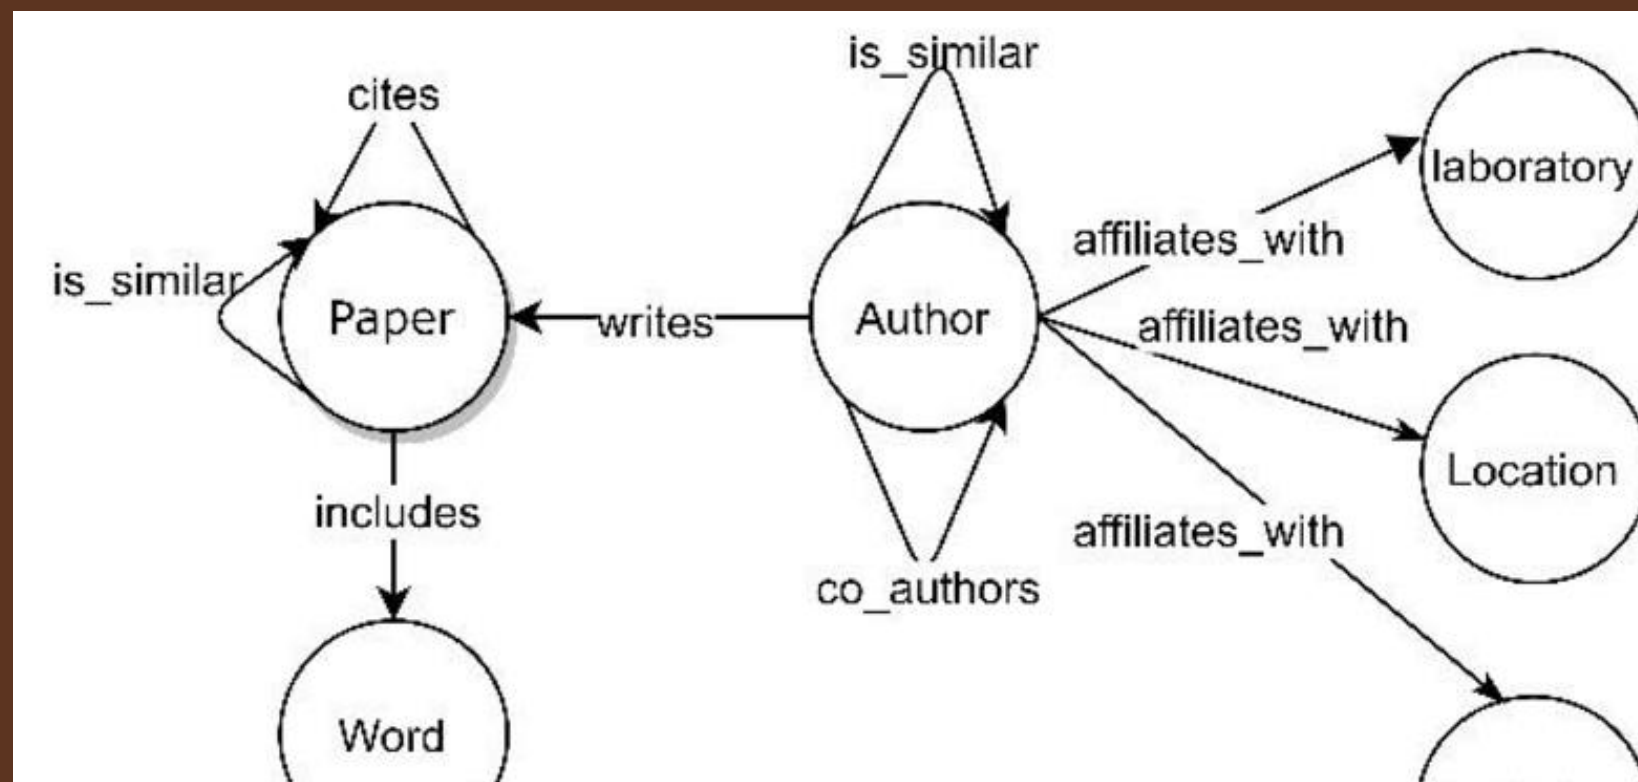 is_similar
cites
laboratory
affiliates_with
is_similar
Paper
writes
Author
affiliates_with
Location
includes
affiliates_with
co_authors
Word